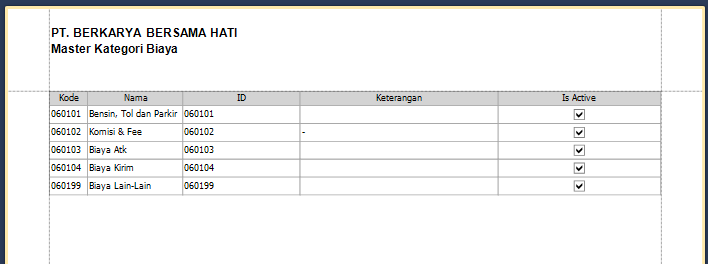 PT. BERKARYA BERSAMA HATI
Master Kategori Biaya
Kode Nama ID Keterangan Is Active
060101 Bensin, Tol dan Parkir 060101
060102 Komisi & Fee 060102 -
060103 Biaya Atk 060103
060104 Biaya Kirim 060104
060199 Biaya Lain-Lain 060199